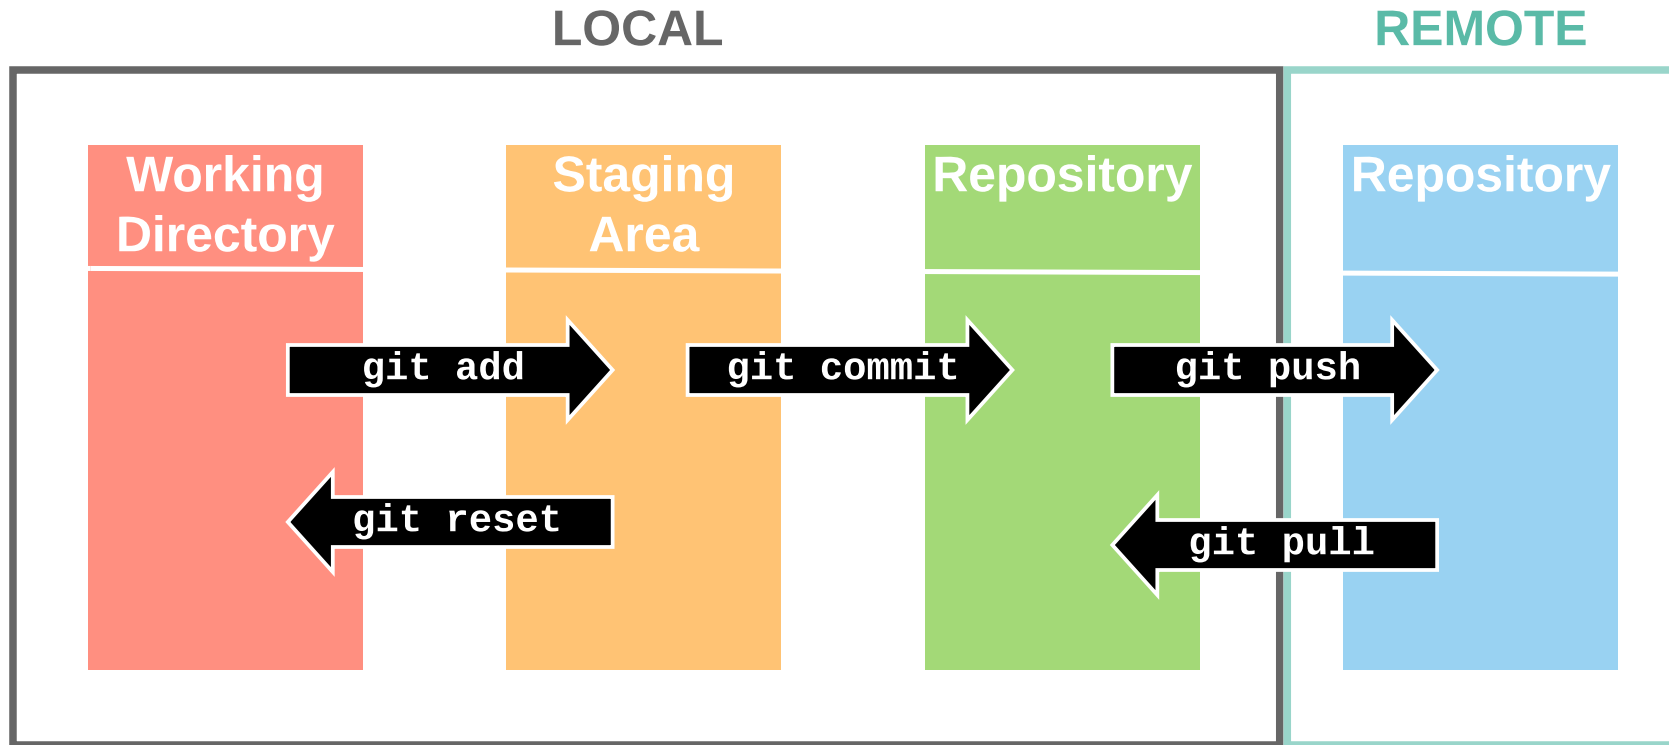 LOCAL
REMOTE
Working
Directory
Staging
Area
Repository
Repository
git add
git commit
git push
git reset
git pull